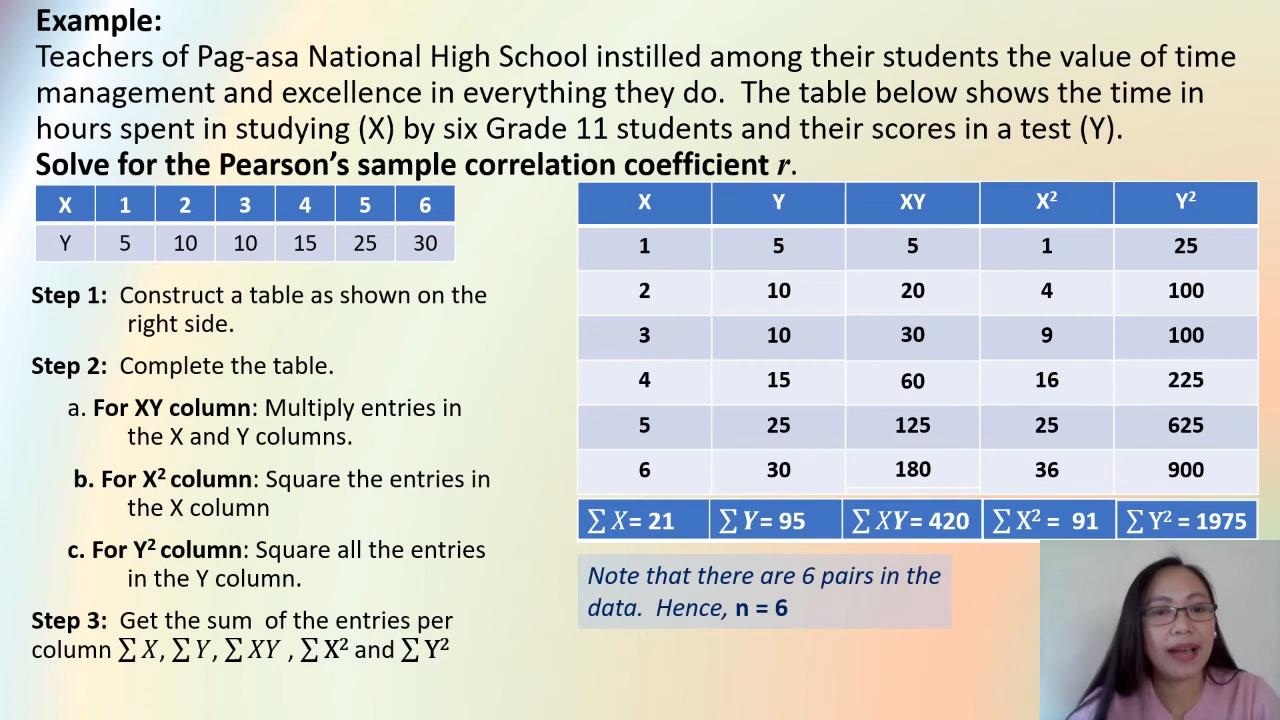 Example:
Teachers of Pag-asa National High School instilled among their students the value of time
management and excellence in everything they do. The table below shows the time in
hours spent in studying (X) by six Grade 11 students and their scores in a test (Y).
Solve for the Pearson’s sample correlation coefficient r.
X 1 2 3 4 5 6
Y 5 10 10 15 25 30
Step 1: Construct a table as shown on the
right side.
Step 2: Complete the table.
a. For XY column: Multiply entries in
the X and Y columns.
b. For X² column: Square the entries in
the X column
c. For Y² column: Square all the entries
in the Y column.
Step 3: Get the sum of the entries per
column ∑ X, ∑ Y, ∑ XY , ∑ X² and ∑ Y²
X Y XY X² Y²
1 5 5 1 25
2 10 20 4 100
3 10 30 9 100
4 15 60 16 225
5 25 125 25 625
6 30 180 36 900
∑ X = 21 ∑ Y = 95 ∑ XY = 420 ∑ X² = 91 ∑ Y² = 1975
Note that there are 6 pairs in the
data. Hence, n = 6